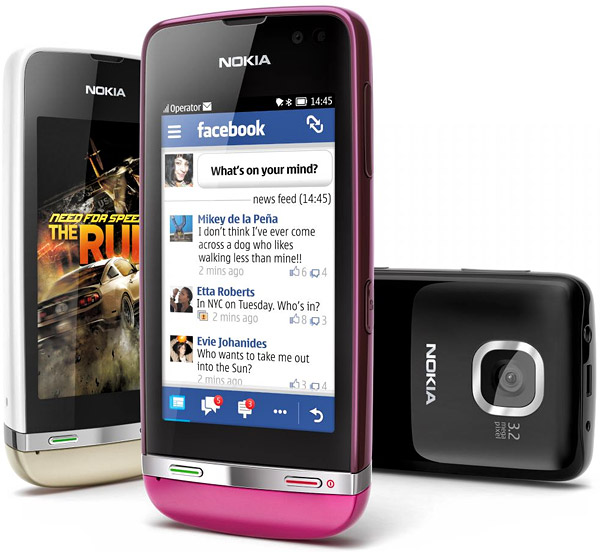 NOKIA
NEED FOR SPEED
THE RUN
NOKIA
Operator 14:45
facebook
What's on your mind?
news feed (14:45)
Mikey de la Peña
I don't think I've ever come
across a dog who likes
walking less than mine!!
2 mins ago 6 4
Etta Roberts
In NYC on Tuesday. Who's in?
2 mins ago 8 3
Evie Johanides
Who wants to take me out
into the Sun?
2 mins ago 3 4
5 3
NOKIA
3.2
mega
pixel